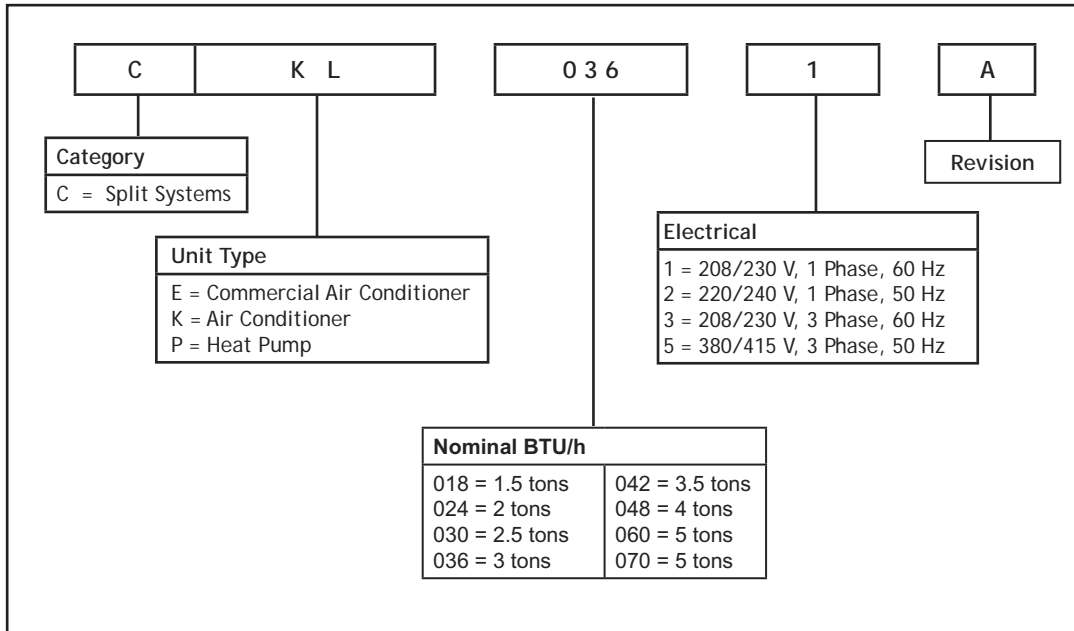 C K L 0 3 6 1 A
Category
C = Split Systems
Revision
Unit Type
E = Commercial Air Conditioner
K = Air Conditioner
P = Heat Pump
Electrical
1 = 208/230 V, 1 Phase, 60 Hz
2 = 220/240 V, 1 Phase, 50 Hz
3 = 208/230 V, 3 Phase, 60 Hz
5 = 380/415 V, 3 Phase, 50 Hz
Nominal BTU/h
018 = 1.5 tons
024 = 2 tons
030 = 2.5 tons
036 = 3 tons
042 = 3.5 tons
048 = 4 tons
060 = 5 tons
070 = 5 tons